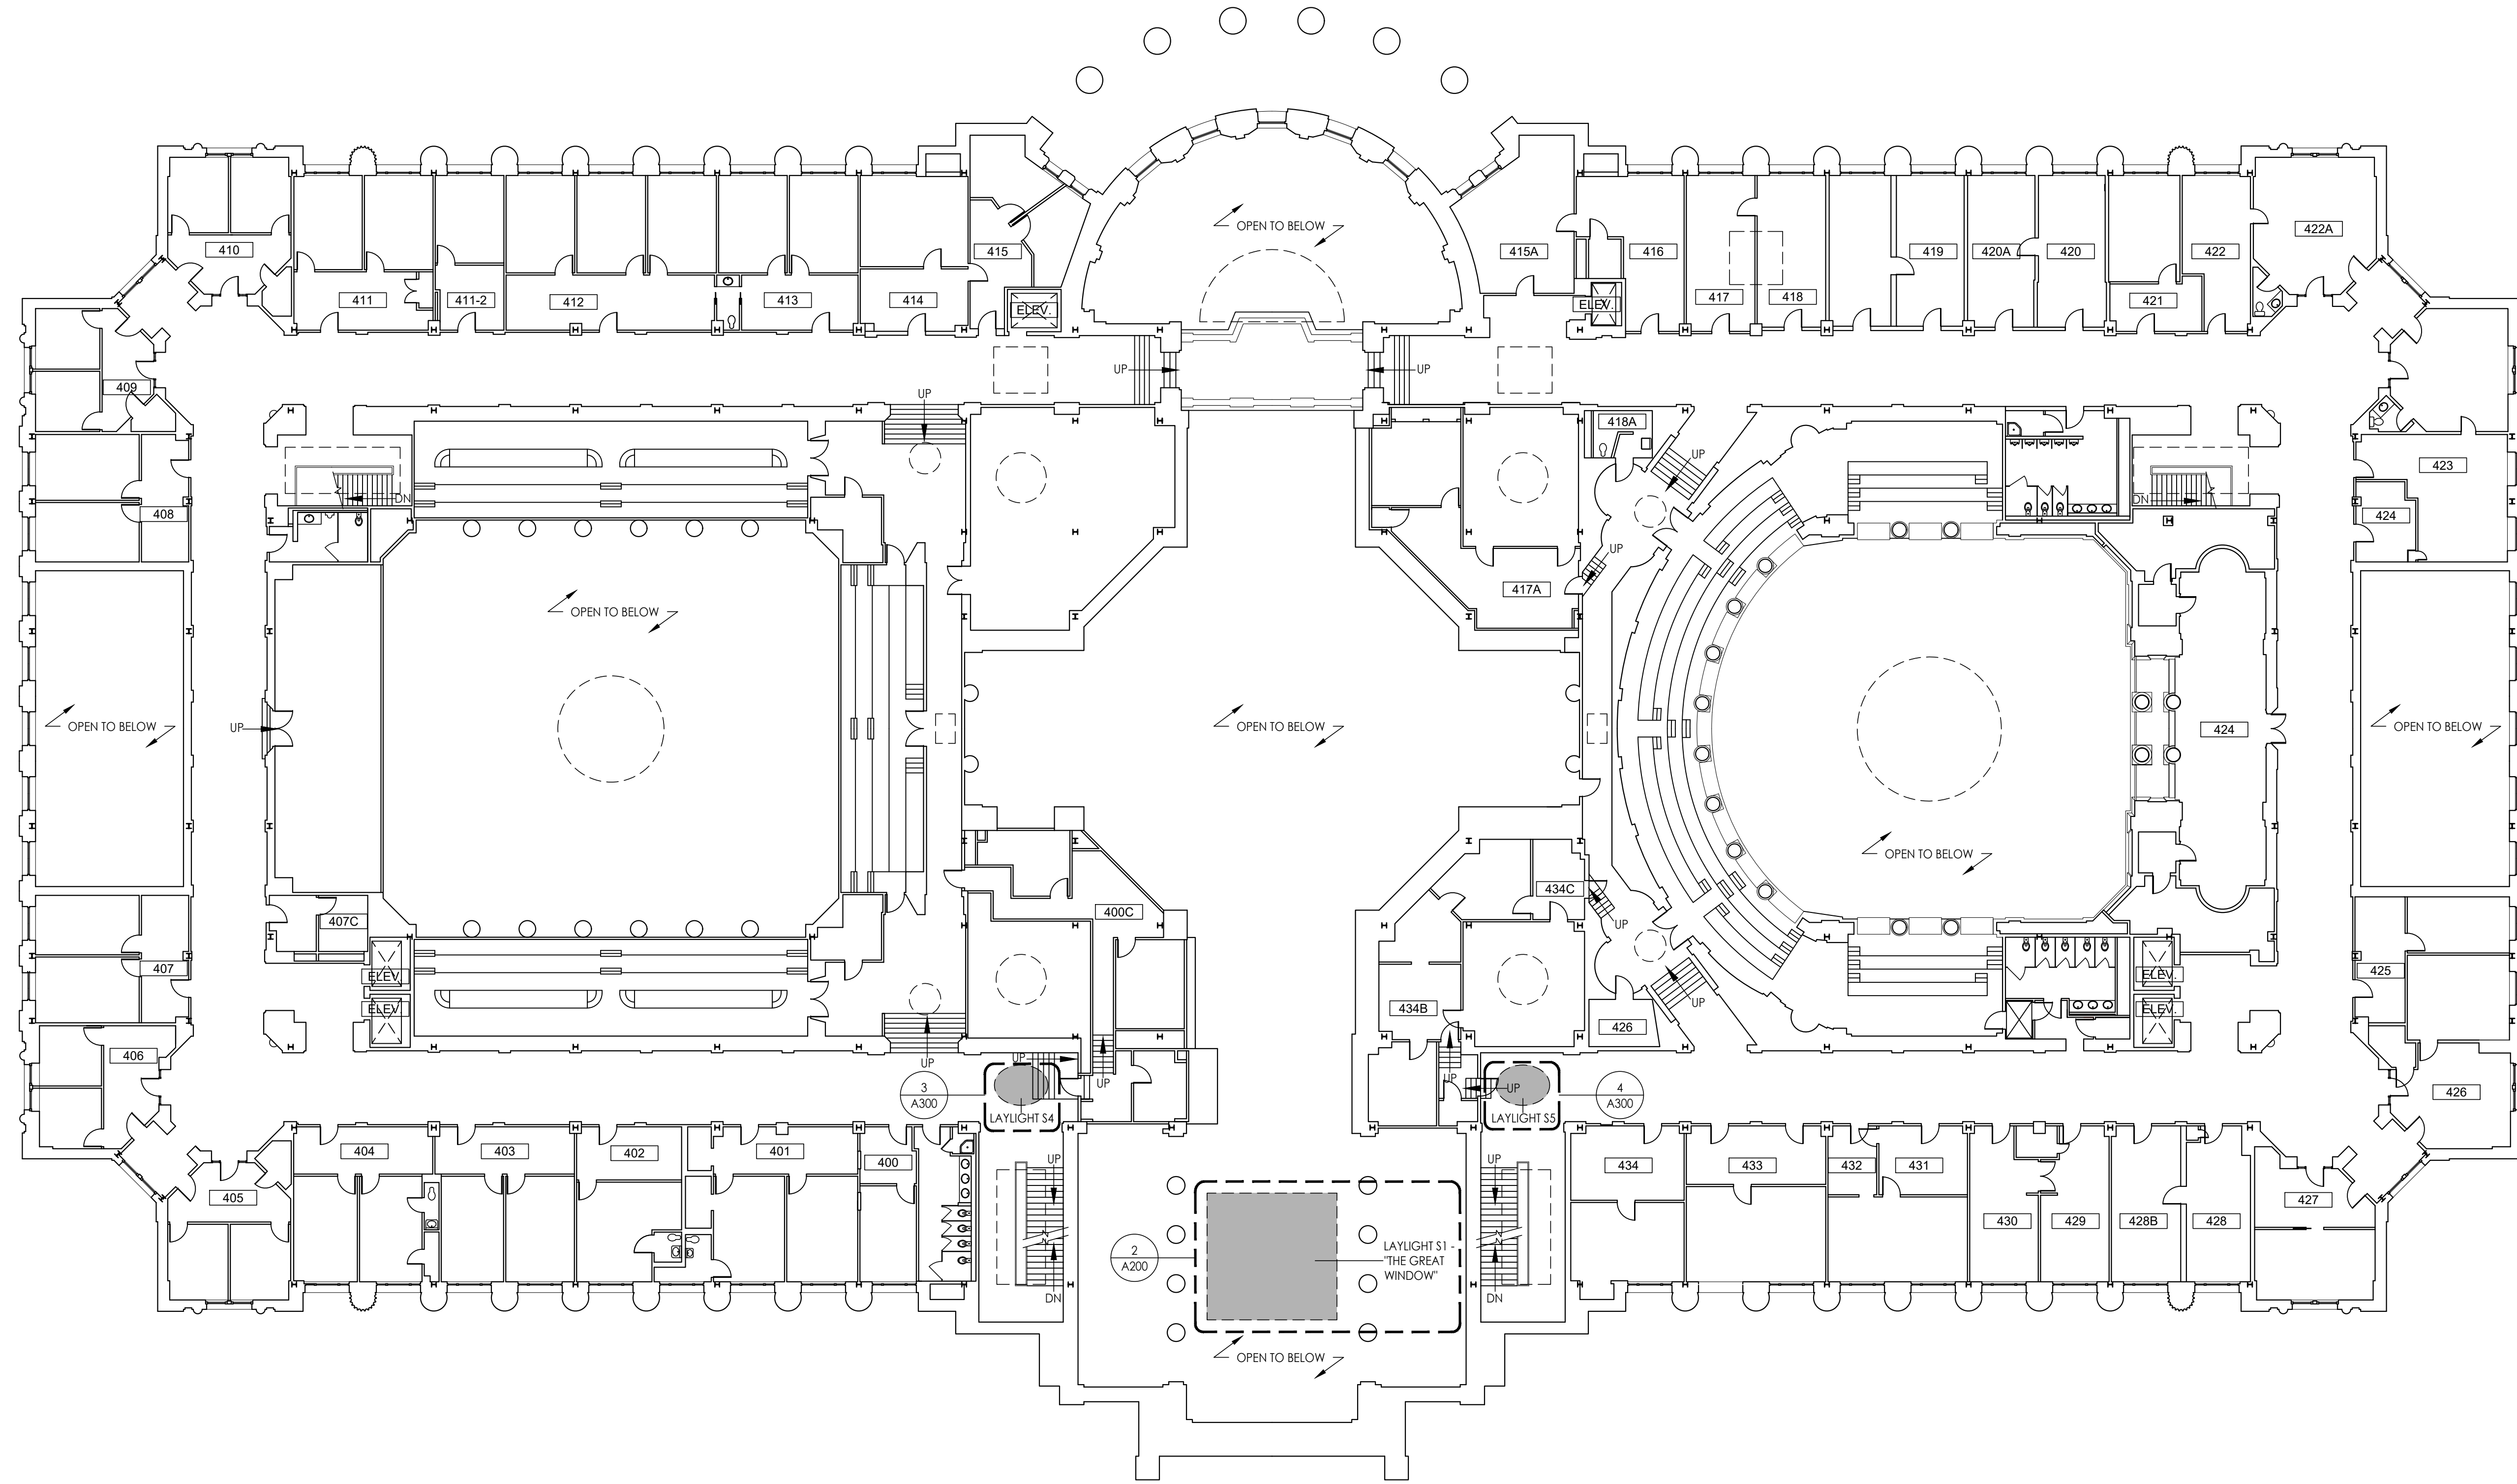 OPEN TO BELOW
410
415
415A
416
419
420A
420
422
422A
411
411-2
412
413
414
ELEV.
ELEV.
417
418
421
409
UP
UP
UP
418A
UP
423
DN
DN
408
424
UP
417A
OPEN TO BELOW
OPEN TO BELOW
UP
OPEN TO BELOW
424
OPEN TO BELOW
OPEN TO BELOW
407C
400C
434C
UP
407
ELEV.
ELEV.
434B
UP
426
ELEV.
ELEV.
425
406
UP
UP
UP
UP
UP
3
A300
LAYLIGHT S4
LAYLIGHT S5
4
A300
426
404
403
402
401
400
UP
UP
434
433
432
431
405
427
430
429
428B
428
2
A200
LAYLIGHT S1 -
"THE GREAT
WINDOW"
DN
DN
OPEN TO BELOW